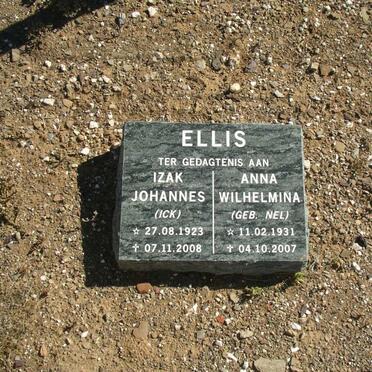 ELLIS
TER GEDAGTENIS AAN
IZAK
JOHANNES
(ICK)
☆ 27.08.1923
✝ 07.11.2008
ANNA
WILHELMINA
(GEB. NEL)
☆ 11.02.1931
✝ 04.10.2007